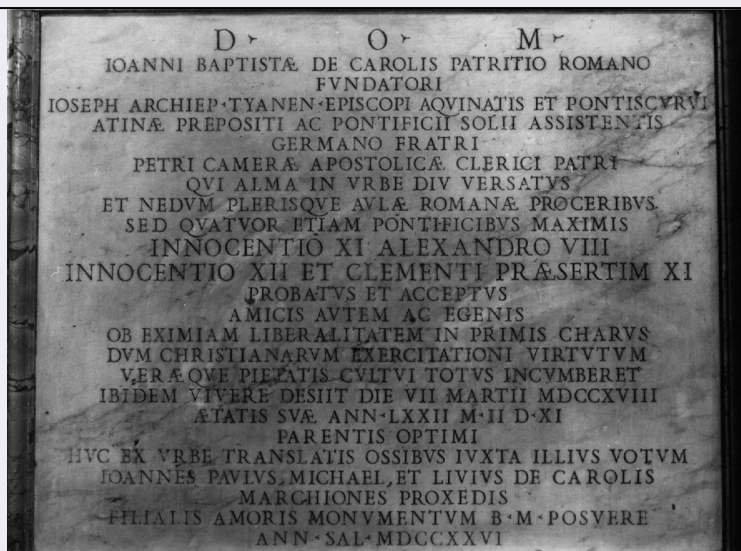 D · O · M ·
IOANNI BAPTISTÆ DE CAROLIS PATRITIO ROMANO
FVNDATORI
IOSEPH ARCHIEP·TYANEN·EPISCOPI AQVINATIS ET PONTISCVRVI
ATINÆ PREPOSITI AC PONTIFICII SOLII ASSISTENTIS
GERMANO FRATRI
PETRI CAMERÆ APOSTOLICÆ CLERICI PATRI
QVI ALMA IN VRBE DIV VERSATVS
ET NEDVM PLERISQVE AVLÆ ROMANÆ PROCERIBVS.
SED QVATVOR ETIAM PONTIFICIBVS MAXIMIS
INNOCENTIO XI ALEXANDRO VIII
INNOCENTIO XII ET CLEMENTI PRÆSERTIM XI
PROBATVS ET ACCEPTVS
AMICIS AVTEM AC EGENIS
OB EXIMIAM LIBERALITATEM IN PRIMIS CHARVS
DVM CHRISTIANARVM EXERCITATIONI VIRTVTVM
VERÆQVE PIETATIS CVLTVI TOTVS INCVMBERET
IBIDEM VIVERE DESIIT DIE VII MARTII MDCCXVIII
ÆTATIS SVÆ ANN·LXXII M·II D·XI
PARENTIS OPTIMI
HVC EX VRBE TRANSLATIS OSSIBVS IVXTA ILLIVS VOTVM
IOANNES PAVLVS, MICHAEL, ET LIVIVS DE CAROLIS
MARCHIONES PROXEDIS
FILIALIS AMORIS MONVMENTVM B·M·POSVERE
ANN·SAL·MDCCXXVI